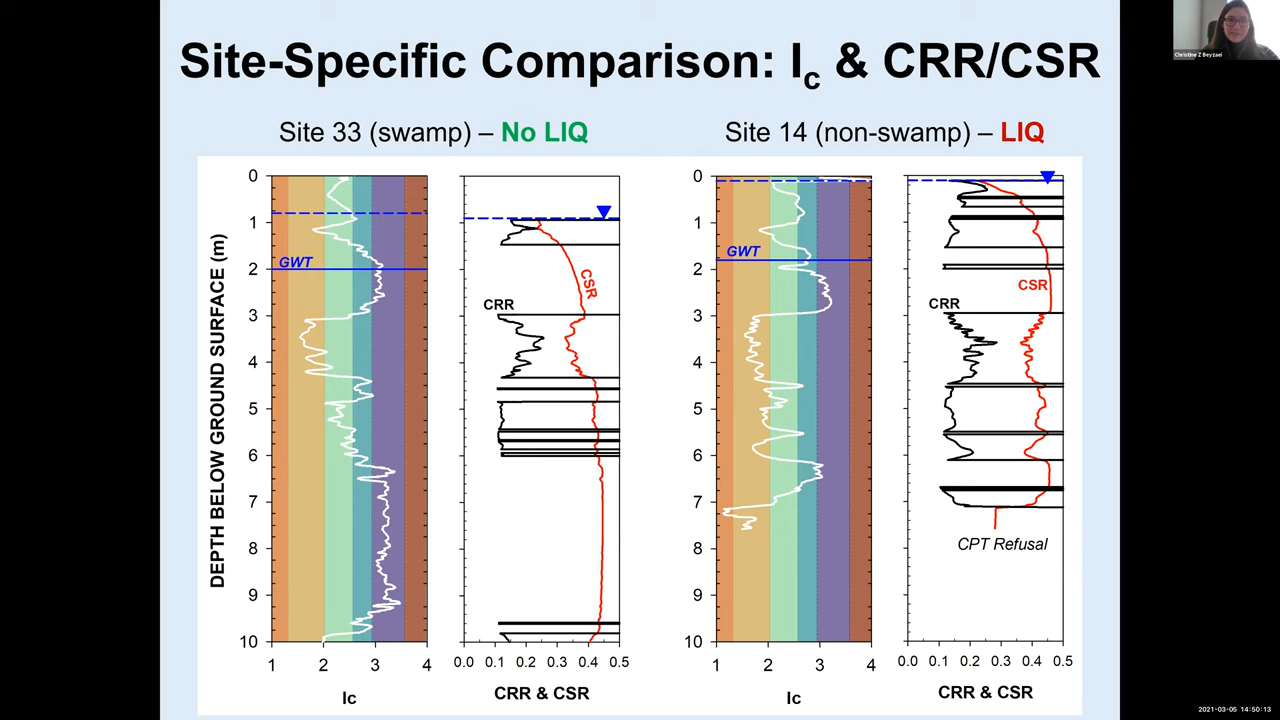 Site-Specific Comparison: Ic & CRR/CSR
Christine Z Beyzaei
Site 33 (swamp) – No LIQ
Site 14 (non-swamp) – LIQ
DEPTH BELOW GROUND SURFACE (m)
0
1
2
3
4
5
6
7
8
9
10
GWT
1 2 3 4
Ic
CRR
CSR
0.0 0.1 0.2 0.3 0.4 0.5
CRR & CSR
0
1
2
3
4
5
6
7
8
9
10
GWT
1 2 3 4
Ic
CSR
CRR
CPT Refusal
0.0 0.1 0.2 0.3 0.4 0.5
CRR & CSR
2021-03-05 14:50:13